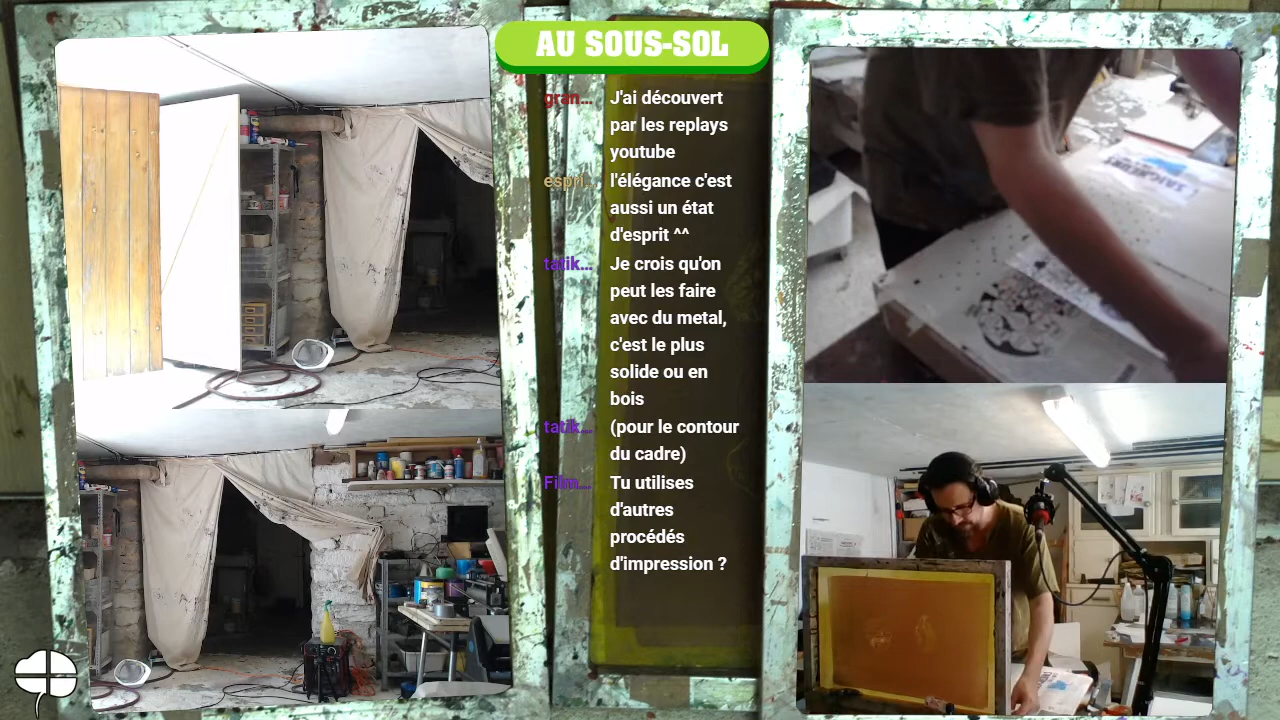 AU SOUS-SOL
gran... J'ai découvert
par les replays
youtube
espri... l'élégance c'est
aussi un état
d'esprit ^^
tatik... Je crois qu'on
peut les faire
avec du metal,
c'est le plus
solide ou en
bois
tatik... (pour le contour
du cadre)
Film... Tu utilises
d'autres
procédés
d'impression ?